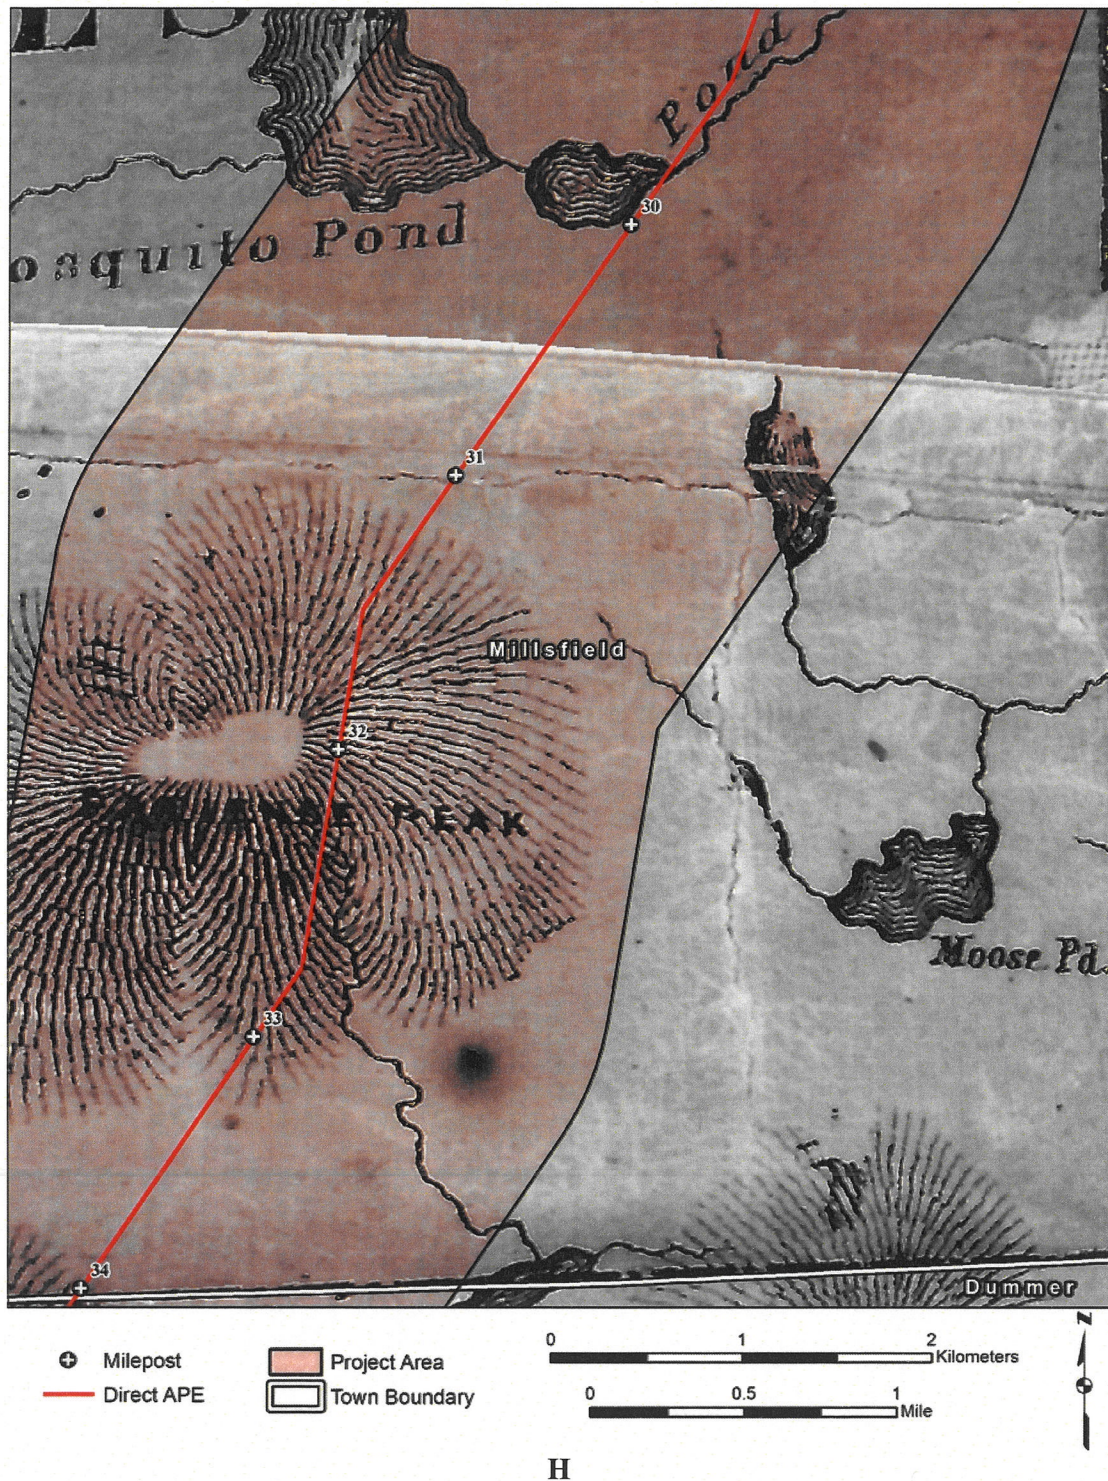 Pond
30
osquito Pond
31
Millsfield
32
PEAK
Moose Pd.
33
34
Dummer
Milepost
Direct APE
Project Area
Town Boundary
0 1 2
Kilometers
0 0.5 1
Mile
N
H